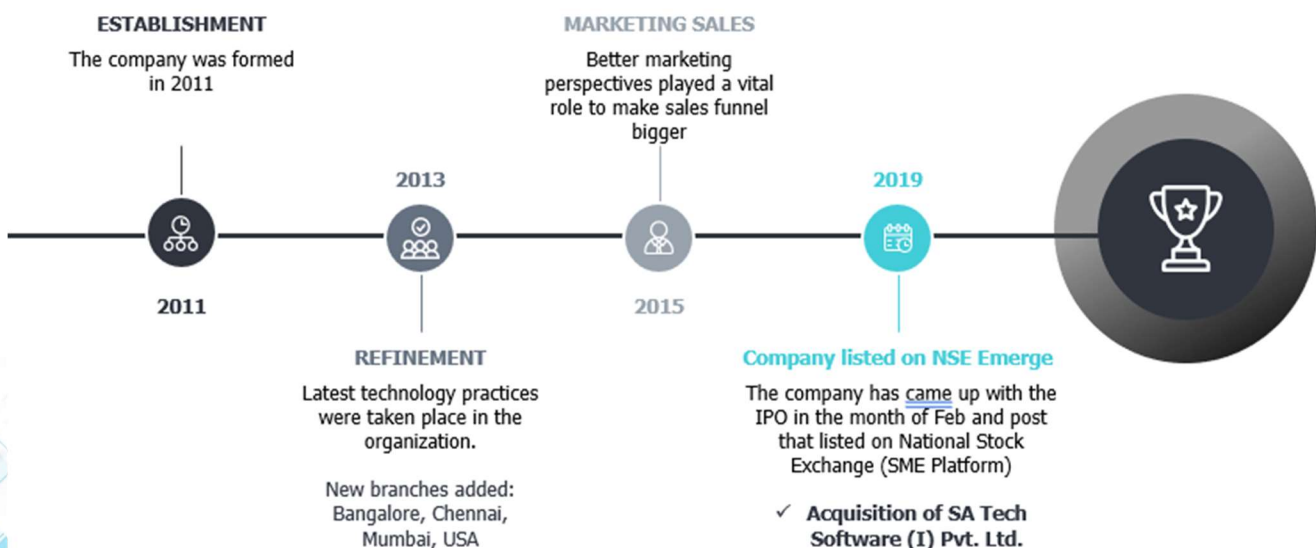 ESTABLISHMENT
The company was formed
in 2011
2011
2013
REFINEMENT
Latest technology practices
were taken place in the
organization.
New branches added:
Bangalore, Chennai,
Mumbai, USA
MARKETING SALES
Better marketing
perspectives played a vital
role to make sales funnel
bigger
2015
2019
Company listed on NSE Emerge
The company has came up with the
IPO in the month of Feb and post
that listed on National Stock
Exchange (SME Platform)
✓ Acquisition of SA Tech
Software (I) Pvt. Ltd.